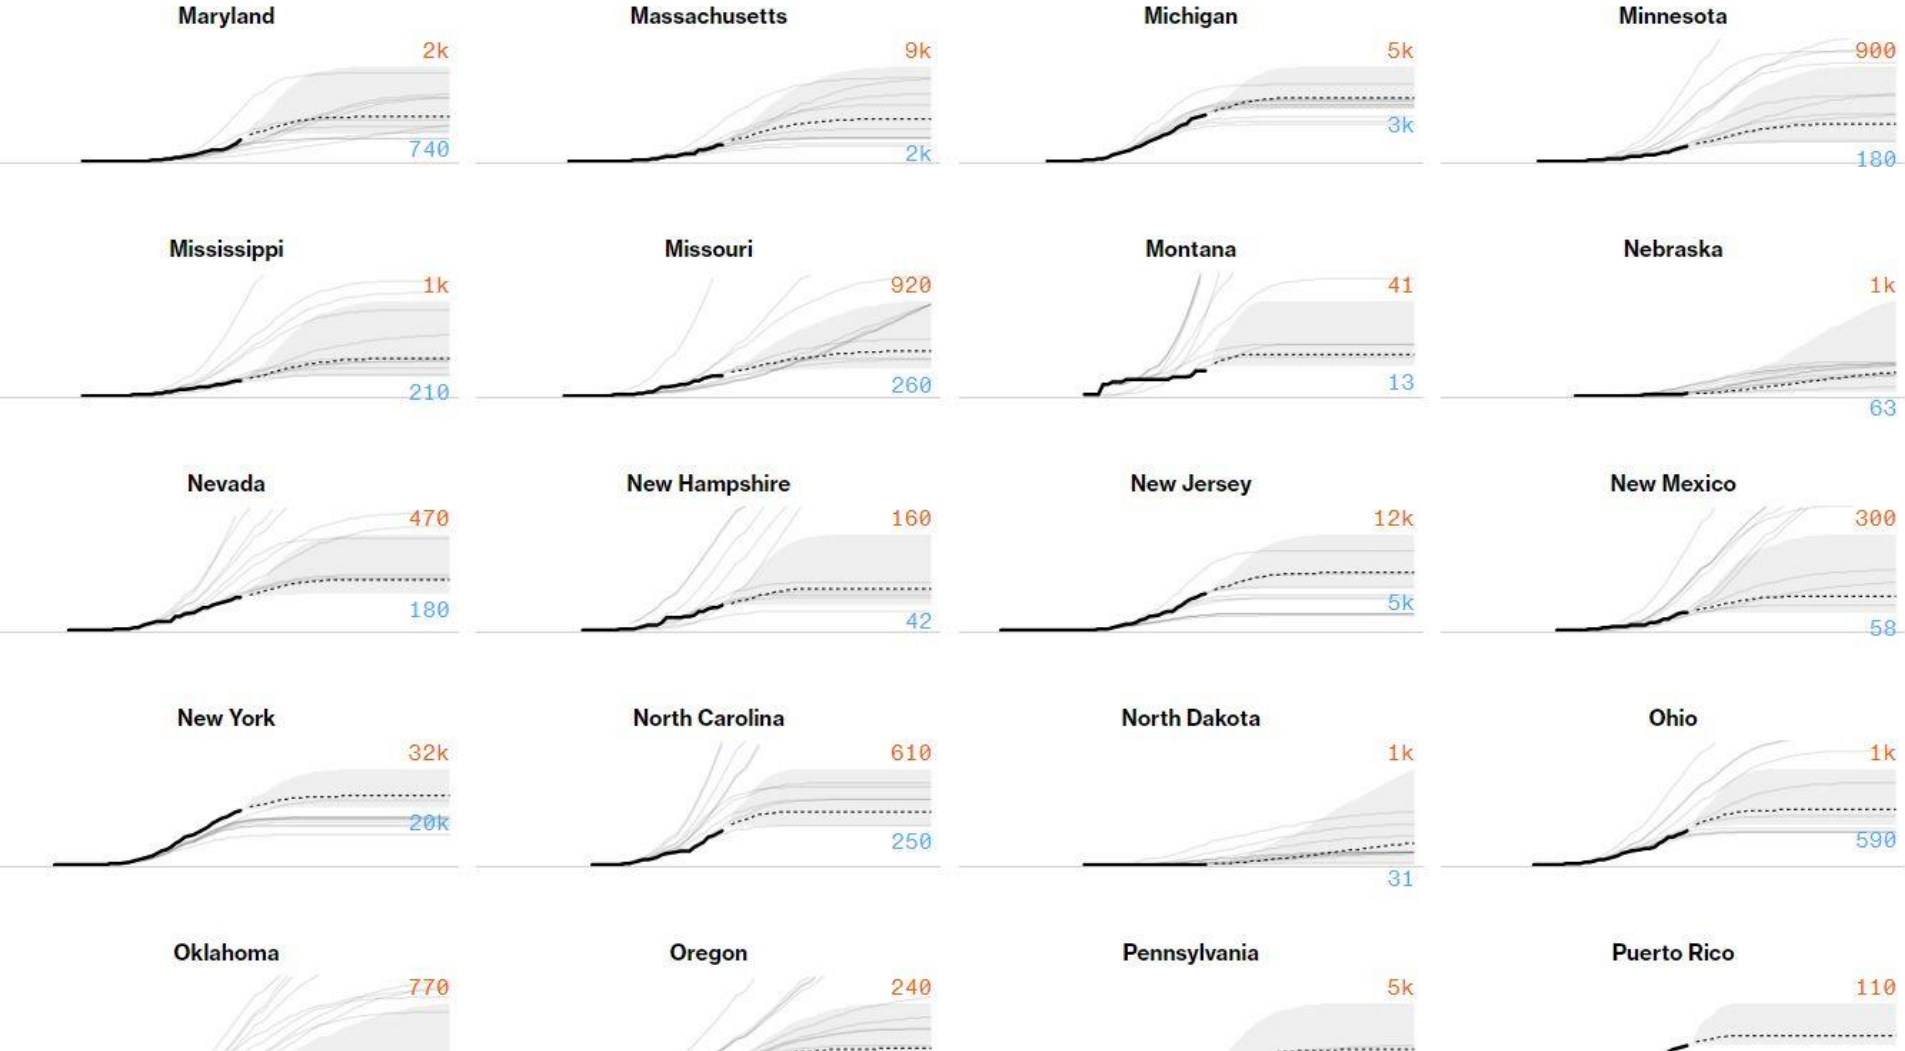 Maryland Massachusetts Michigan Minnesota
2k 9k 5k 900
740 2k 3k 180
Mississippi Missouri Montana Nebraska
1k 920 41 1k
210 260 13 63
Nevada New Hampshire New Jersey New Mexico
470 160 12k 300
180 42 5k 58
New York North Carolina North Dakota Ohio
32k 610 1k 1k
20k 250 31 590
Oklahoma Oregon Pennsylvania Puerto Rico
770 240 5k 110